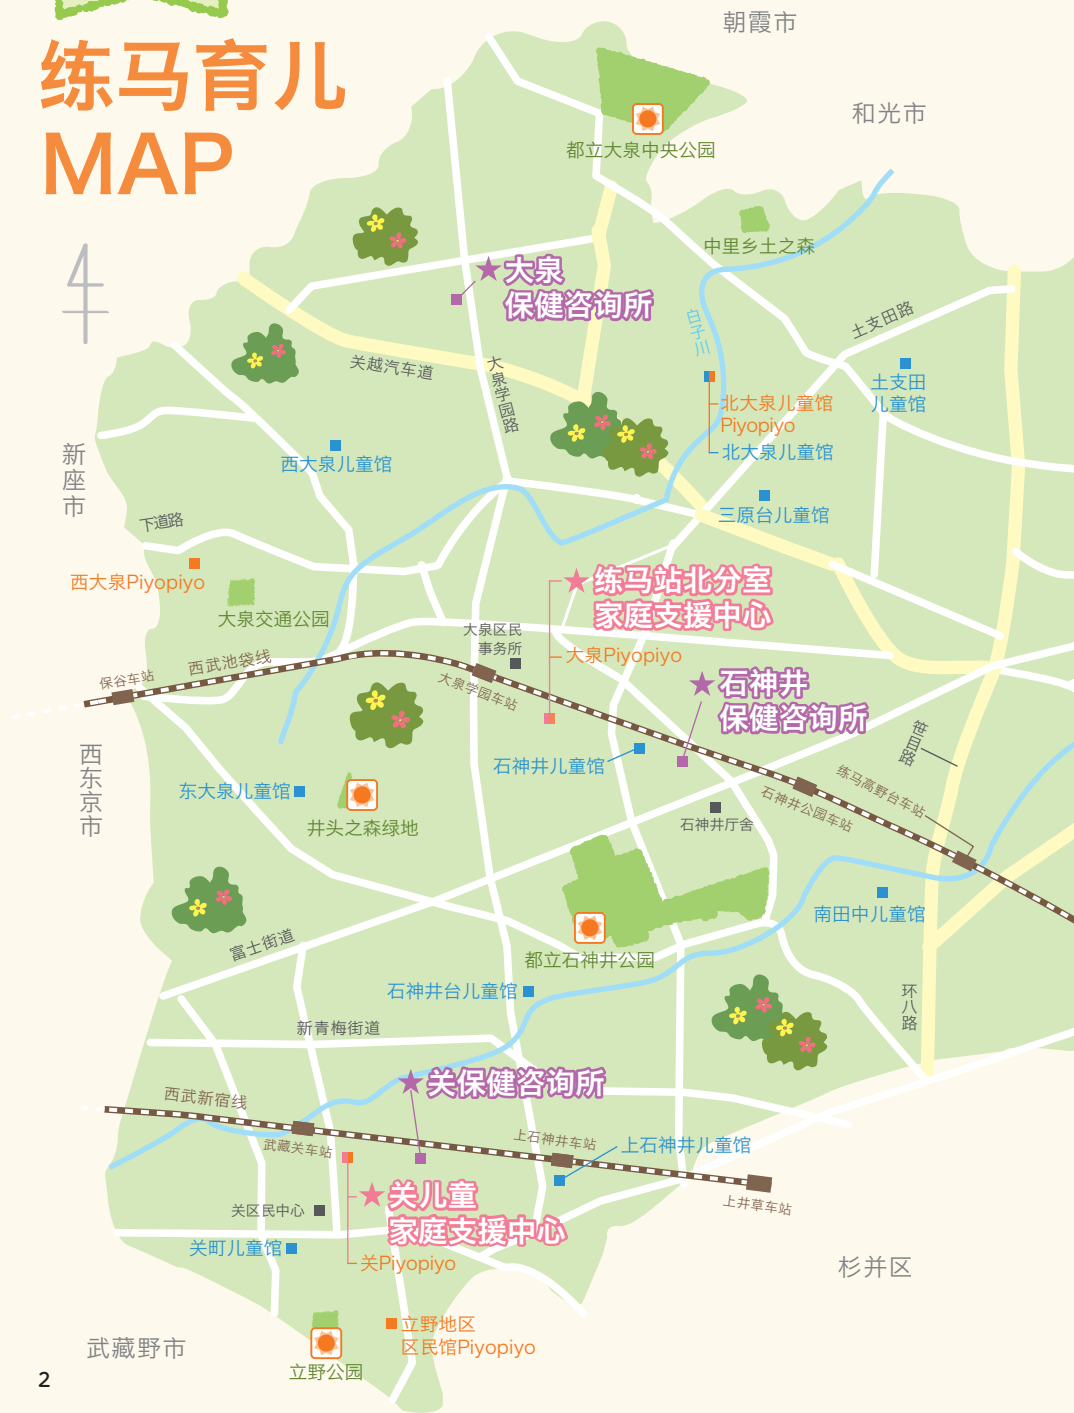 练马育儿
MAP
朝霞市
和光市
都立大泉中央公园
中里乡土之森
大泉
保健咨询所
白子川
土支田路
关越汽车道
大泉学园路
土支田
儿童馆
北大泉儿童馆
Piyopiyo
北大泉儿童馆
新座市
西大泉儿童馆
三原台儿童馆
下道路
西大泉Piyopiyo
大泉交通公园
练马站北分室
家庭支援中心
大泉区民
事务所
大泉Piyopiyo
西武池袋线
保谷车站
大泉学园车站
石神井
保健咨询所
笹目路
西东京市
石神井儿童馆
东大泉儿童馆
练马高野台车站
石神井公园车站
井头之森绿地
石神井厅舍
南田中儿童馆
富士街道
都立石神井公园
石神井台儿童馆
环八路
新青梅街道
关保健咨询所
西武新宿线
武藏关车站
上石神井车站
上石神井儿童馆
关儿童
家庭支援中心
上井草车站
关区民中心
关町儿童馆
关Piyopiyo
杉并区
立野地区
区民馆Piyopiyo
武藏野市
立野公园
2